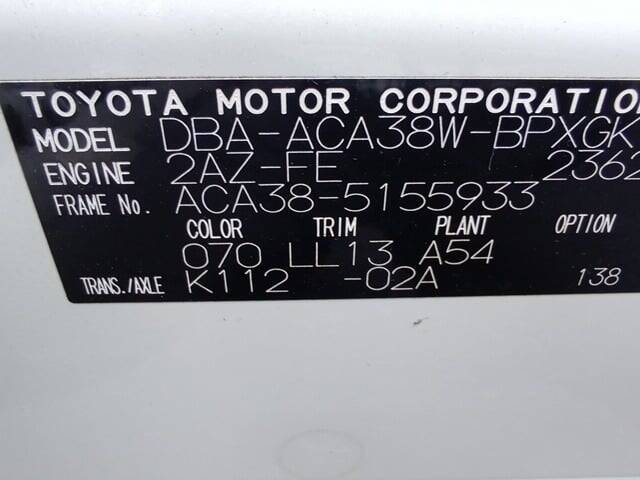 TOYOTA MOTOR CORPORATIO
MODEL DBA-ACA38W-BPXGK
ENGINE 2AZ-FE 2362
FRAME No. ACA38-5155933
COLOR TRIM PLANT OPTION
070 LL13 A54
TRANS./AXLE K112 -02A 138